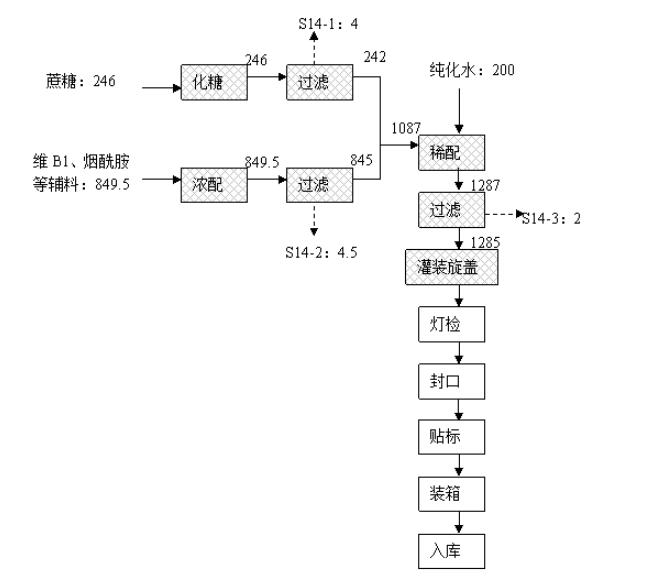 S14-1：4
246
242
蔗糖：246
化糖
过滤
纯化水：200
1087
维 B1、烟酰胺
等辅料：849.5
849.5
845
稀配
浓配
过滤
1287
过滤
S14-3：2
S14-2：4.5
1285
灌装旋盖
灯检
封口
贴标
装箱
入库